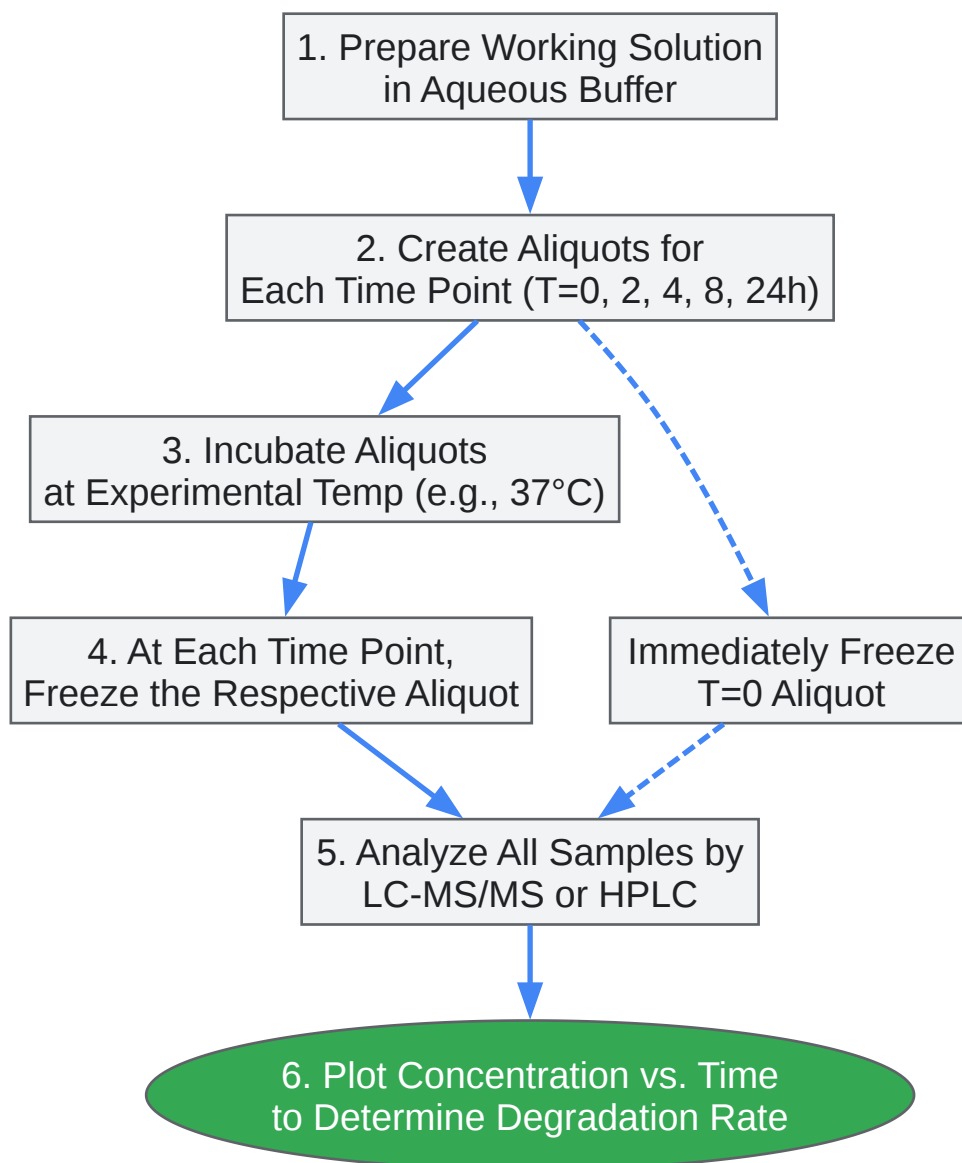 1. Prepare Working Solution
in Aqueous Buffer
2. Create Aliquots for
Each Time Point (T=0, 2, 4, 8, 24h)
3. Incubate Aliquots
at Experimental Temp (e.g., 37°C)
4. At Each Time Point,
Freeze the Respective Aliquot
Immediately Freeze
T=0 Aliquot
5. Analyze All Samples by
LC-MS/MS or HPLC
6. Plot Concentration vs. Time
to Determine Degradation Rate